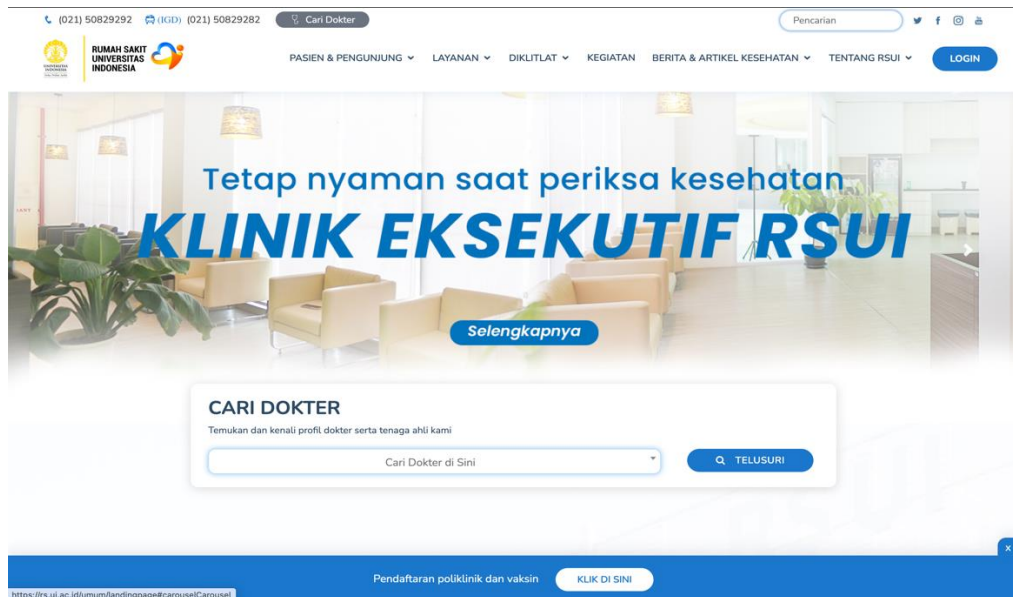 (021) 50829292 (IGD) (021) 50829282 Cari Dokter Pencarian
RUMAH SAKIT
UNIVERSITAS
INDONESIA
PASIEN & PENGUNJUNG LAYANAN DIKLITLAT KEGIATAN BERITA & ARTIKEL KESEHATAN TENTANG RSUI LOGIN
Tetap nyaman saat periksa kesehatan
KLINIK EKSEKUTIF RSUI
Selengkapnya
CARI DOKTER
Temukan dan kenali profil dokter serta tenaga ahli kami
Cari Dokter di Sini TELUSURI
X
Pendaftaran poliklinik dan vaksin KLIK DI SINI
https://rs.ui.ac.id/umum/landingpage#carouselCarousel